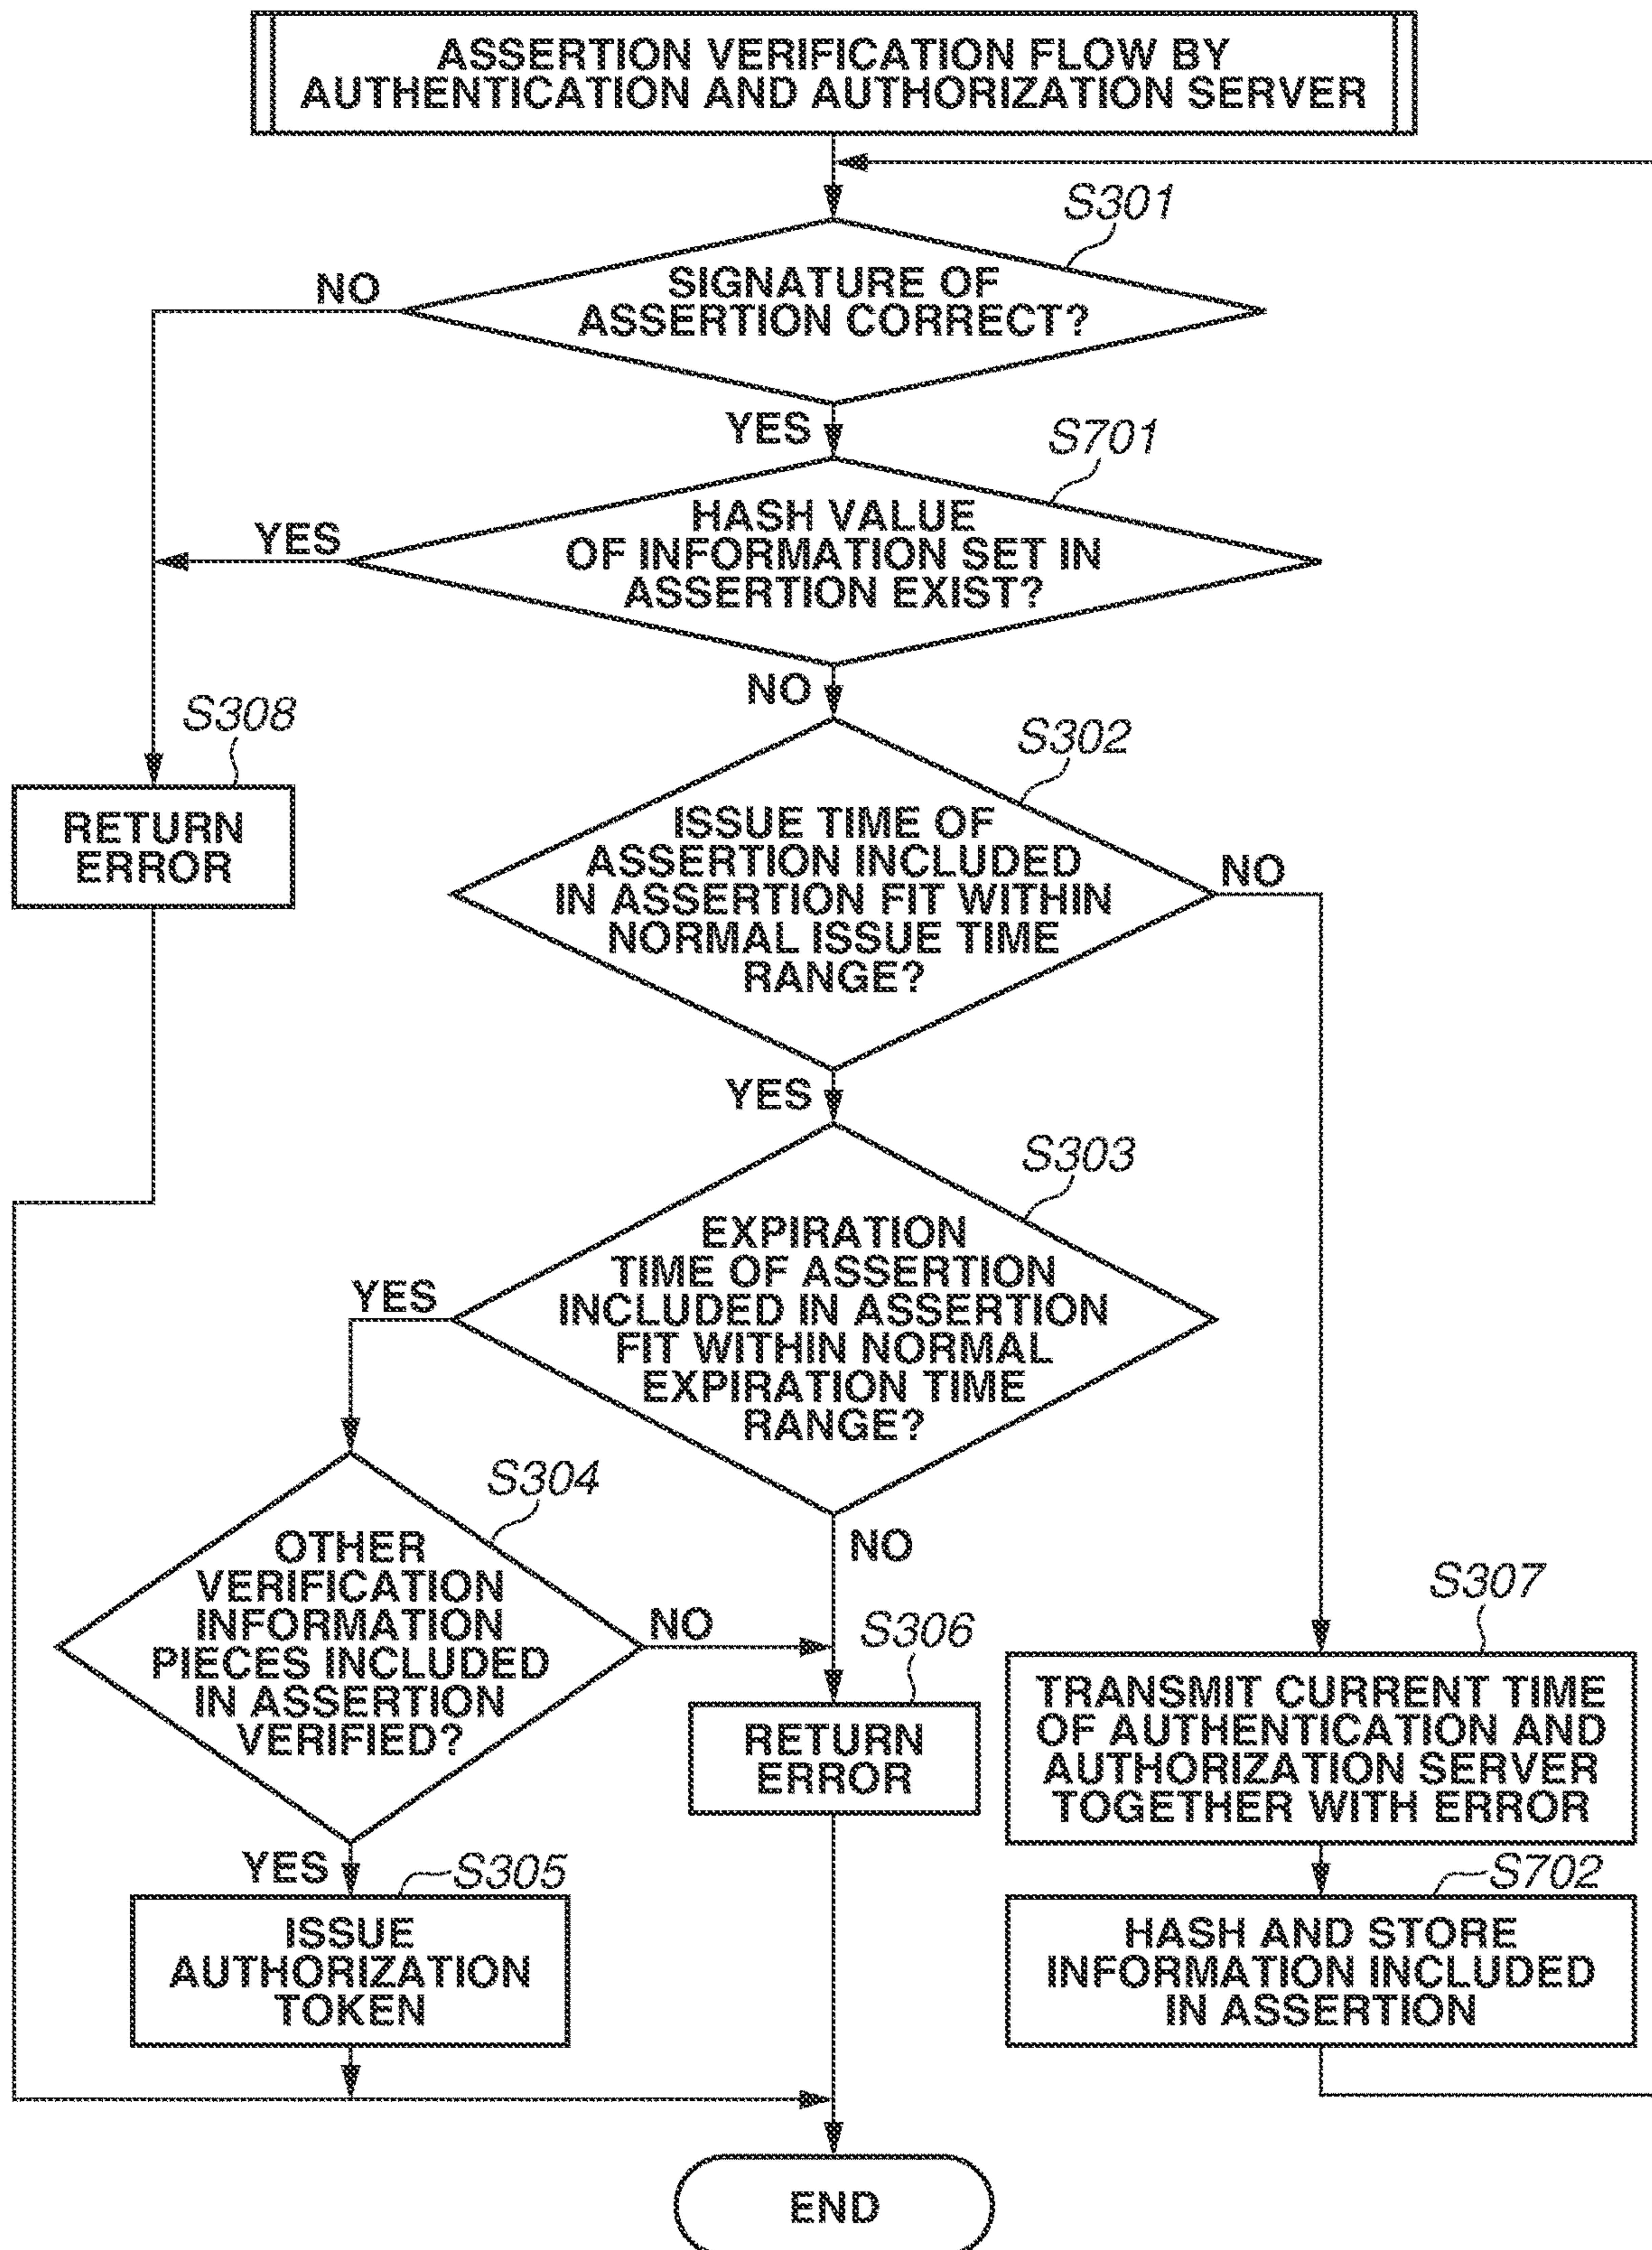 ASSERTION VERIFICATION FLOW BY
AUTHENTICATION AND AUTHORIZATION SERVER
S301
NO
SIGNATURE OF
ASSERTION CORRECT?
YES
S701
YES
HASH VALUE
OF INFORMATION SET IN
ASSERTION EXIST?
NO
S308
RETURN
ERROR
S302
ISSUE TIME OF
ASSERTION INCLUDED
IN ASSERTION FIT WITHIN
NORMAL ISSUE TIME
RANGE?
NO
YES
S303
EXPIRATION
TIME OF ASSERTION
INCLUDED IN ASSERTION
FIT WITHIN NORMAL
EXPIRATION TIME
RANGE?
YES
NO
S304
OTHER
VERIFICATION
INFORMATION
PIECES INCLUDED
IN ASSERTION
VERIFIED?
NO
S306
RETURN
ERROR
S307
TRANSMIT CURRENT TIME
OF AUTHENTICATION AND
AUTHORIZATION SERVER
TOGETHER WITH ERROR
YES
S305
ISSUE
AUTHORIZATION
TOKEN
S702
HASH AND STORE
INFORMATION INCLUDED
IN ASSERTION
END